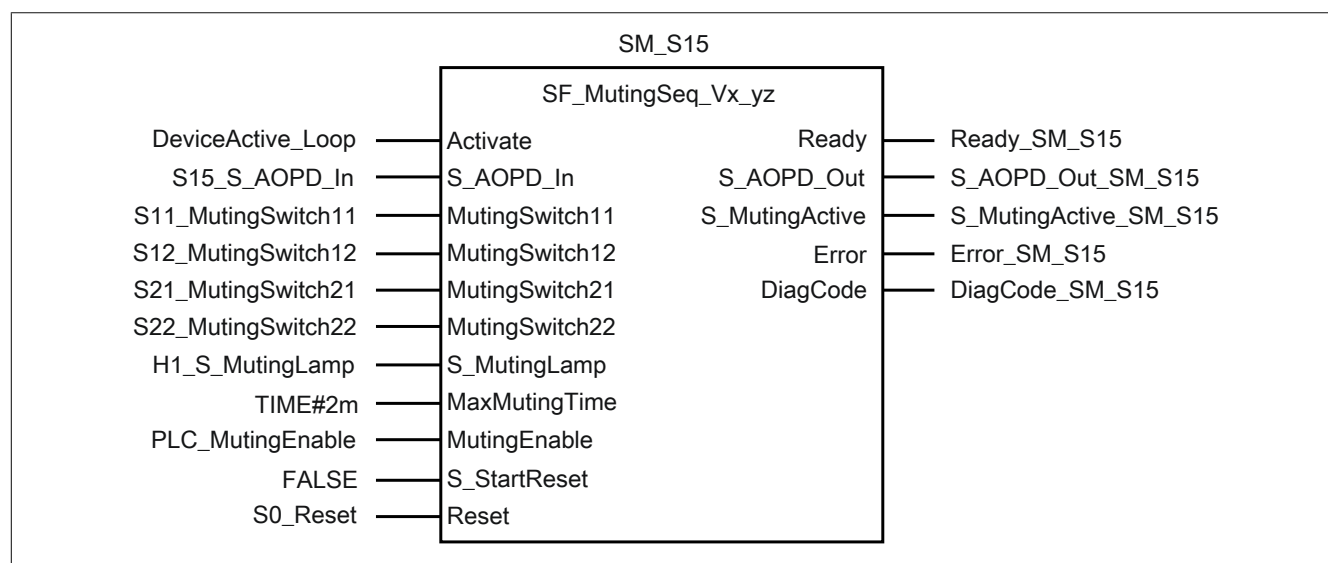 SM_S15
SF_MutingSeq_Vx_yz
DeviceActive_Loop Activate Ready Ready_SM_S15
S15_S_AOPD_In S_AOPD_In S_AOPD_Out S_AOPD_Out_SM_S15
S11_MutingSwitch11 MutingSwitch11 S_MutingActive S_MutingActive_SM_S15
S12_MutingSwitch12 MutingSwitch12 Error Error_SM_S15
S21_MutingSwitch21 MutingSwitch21 DiagCode DiagCode_SM_S15
S22_MutingSwitch22 MutingSwitch22
H1_S_MutingLamp S_MutingLamp
TIME#2m MaxMutingTime
PLC_MutingEnable MutingEnable
FALSE S_StartReset
S0_Reset Reset